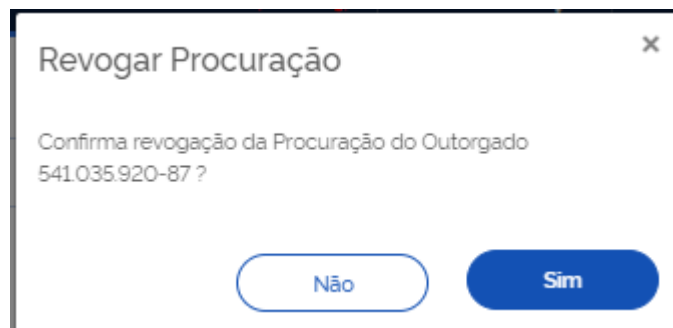 Revogar Procuração
×
Confirma revogação da Procuração do Outorgado
541.035.920-87 ?
Não
Sim